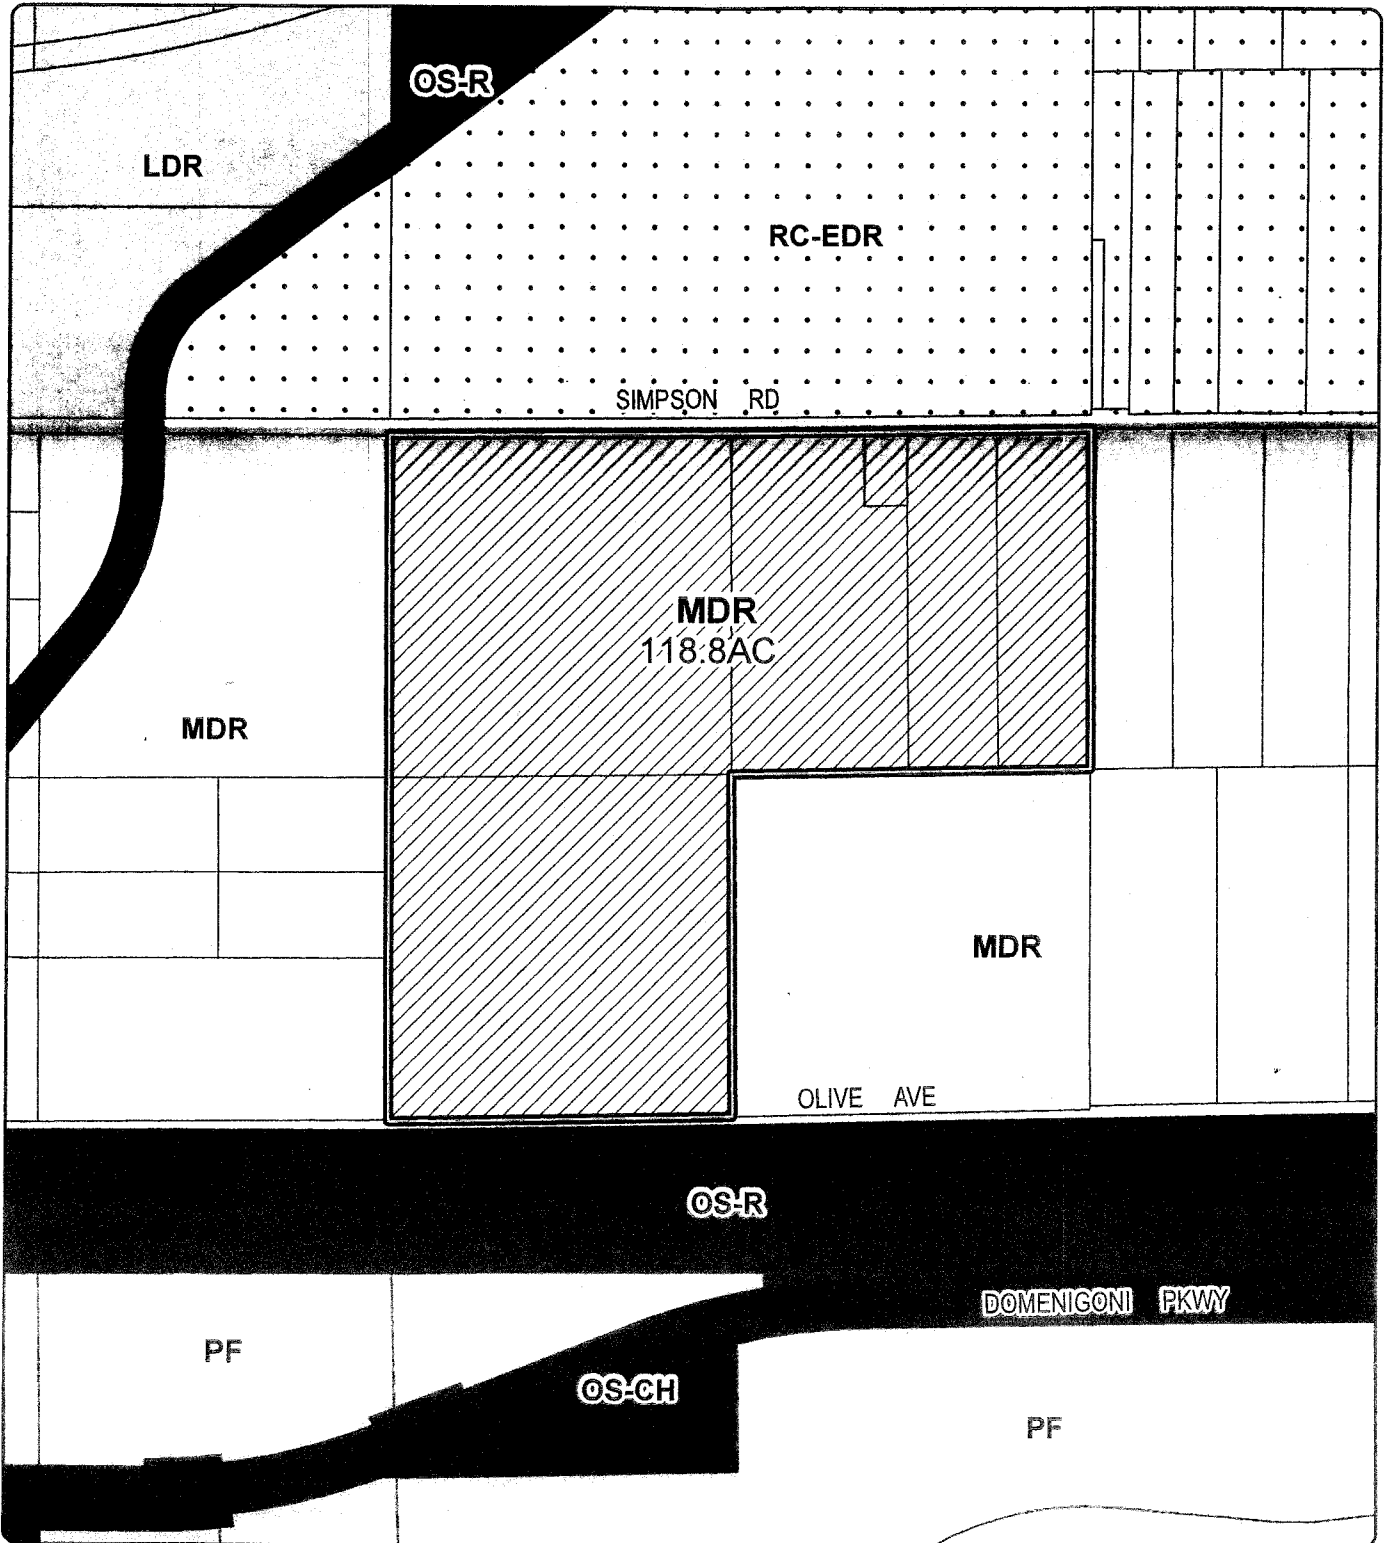 OS-R
LDR
RC-EDR
SIMPSON RD
MDR
118.8AC
MDR
MDR
OLIVE AVE
OS-R
DOMENIGONI PKWY
PF
OS-CH
PF